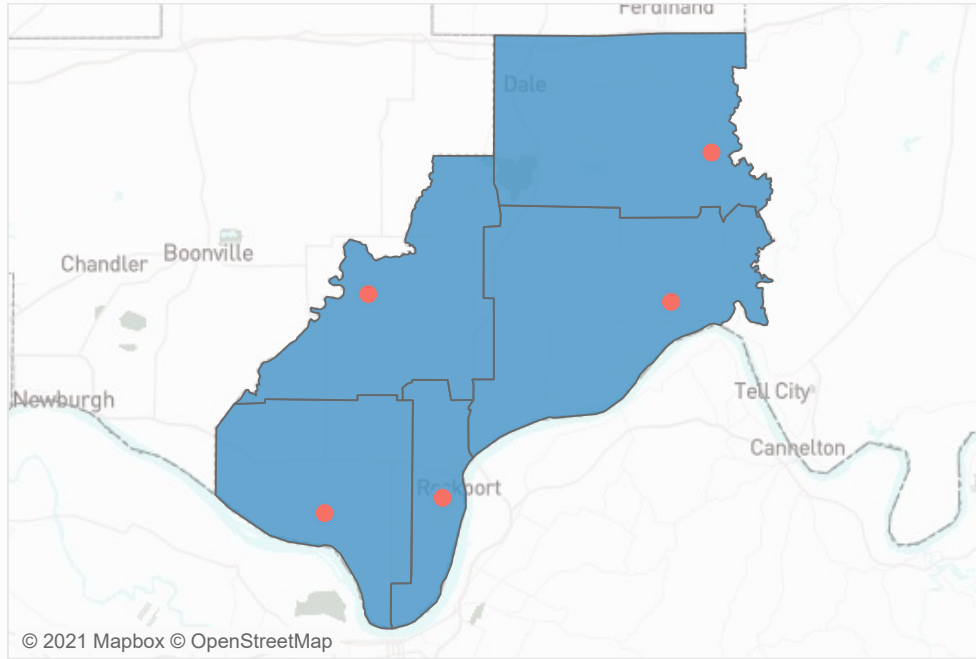 Ferdinand
Dale
Chandler
Boonville
Newburgh
Tell City
Cannelton
Rockport
© 2021 Mapbox © OpenStreetMap